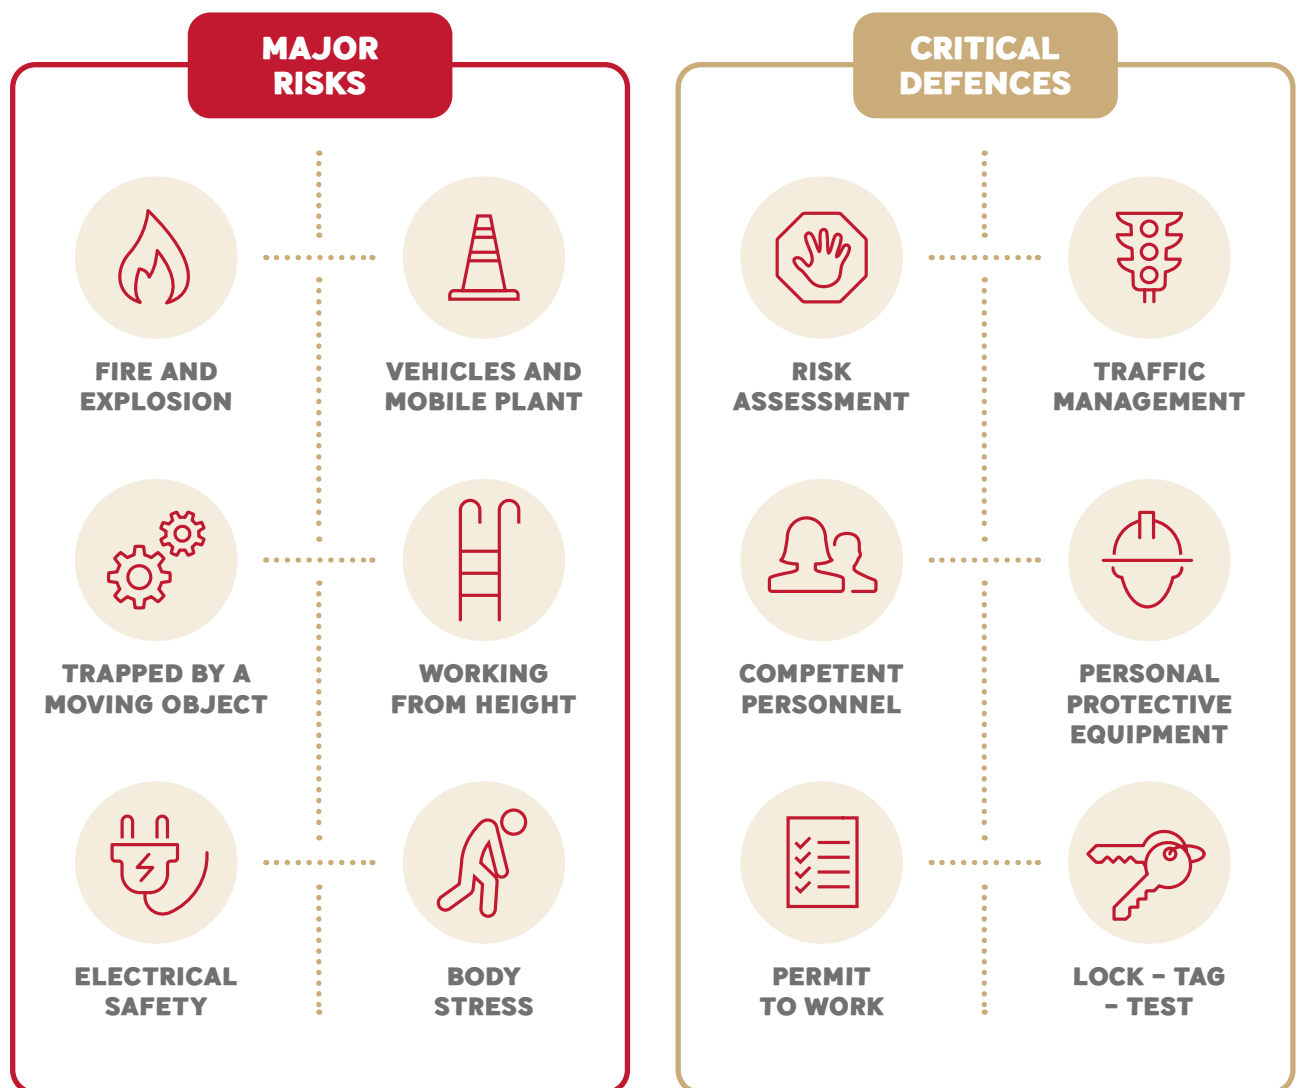 MAJOR
RISKS
FIRE AND
EXPLOSION
VEHICLES AND
MOBILE PLANT
TRAPPED BY A
MOVING OBJECT
WORKING
FROM HEIGHT
ELECTRICAL
SAFETY
BODY
STRESS
CRITICAL
DEFENCES
RISK
ASSESSMENT
TRAFFIC
MANAGEMENT
COMPETENT
PERSONNEL
PERSONAL
PROTECTIVE
EQUIPMENT
PERMIT
TO WORK
LOCK – TAG
– TEST